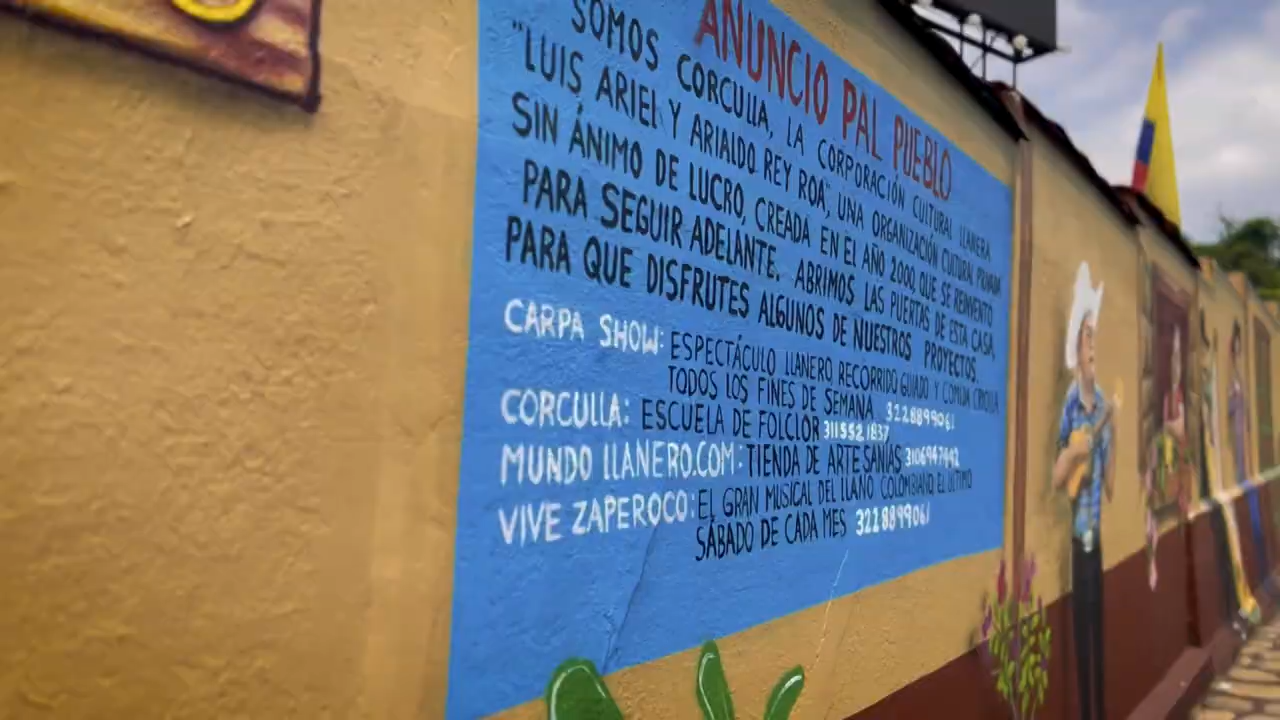 ANUNCIO PAL PUEBLO
SOMOS CORCULLA, LA CORPORACIÓN CULTURAL LLANERA
"LUIS ARIEL Y ARIALDO REY ROA", UNA ORGANIZACIÓN CULTURAL PRIVADA
SIN ÁNIMO DE LUCRO, CREADA EN EL AÑO 2000, QUE SE REINVENTÓ
PARA SEGUIR ADELANTE. ABRIMOS LAS PUERTAS DE ESTA CASA,
PARA QUE DISFRUTES ALGUNOS DE NUESTROS PROYECTOS.
CARPA SHOW: ESPECTÁCULO LLANERO RECORRIDO GUIADO Y COMIDA CRIOLLA
TODOS LOS FINES DE SEMANA 3228899061
CORCULLA: ESCUELA DE FOLCLOR 3115521837
MUNDO LLANERO.COM: TIENDA DE ARTESANÍAS
VIVE ZAPEROCO: EL GRAN MUSICAL DEL LLANO COLOMBIANO EL ÚLTIMO
SÁBADO DE CADA MES 3228899061